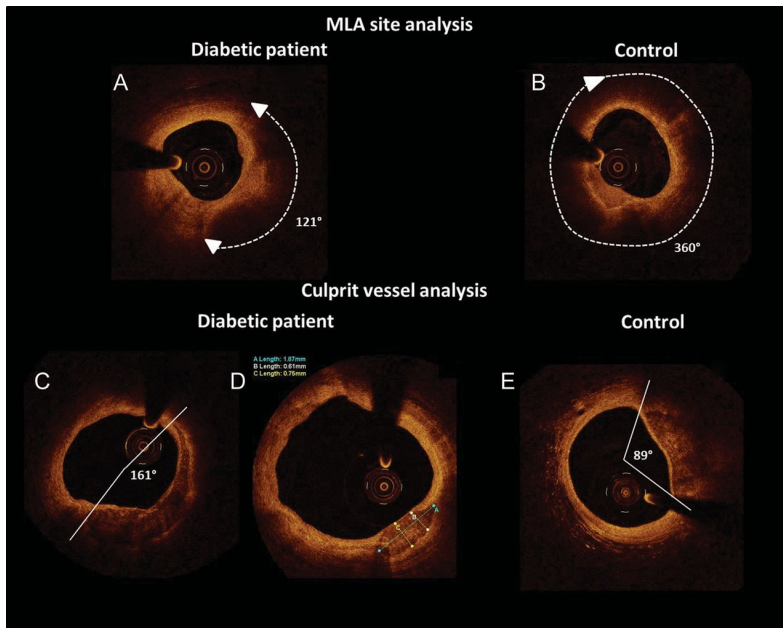 MLA site analysis
Diabetic patient
Control
A
B
121°
360°
Culprit vessel analysis
Diabetic patient
Control
A Length: 1.87mm
B Length: 0.61mm
C Length: 0.75mm
C
D
E
161°
89°
A
B
C